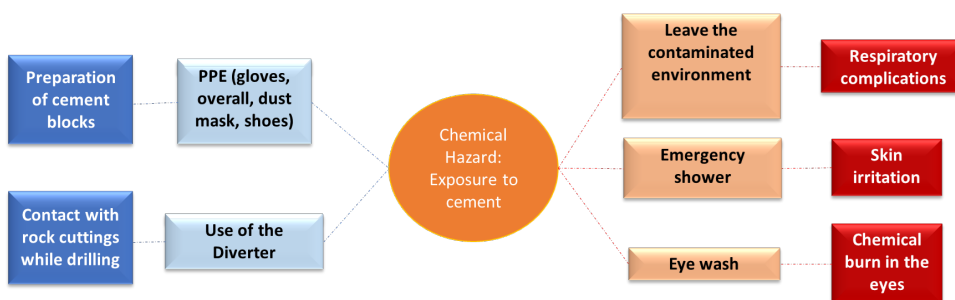 Preparation
of cement
blocks
PPE (gloves,
overall, dust
mask, shoes)
Contact with
rock cuttings
while drilling
Use of the
Diverter
Chemical
Hazard:
Exposure to
cement
Leave the
contaminated
environment
Respiratory
complications
Emergency
shower
Skin
irritation
Eye wash
Chemical
burn in the
eyes